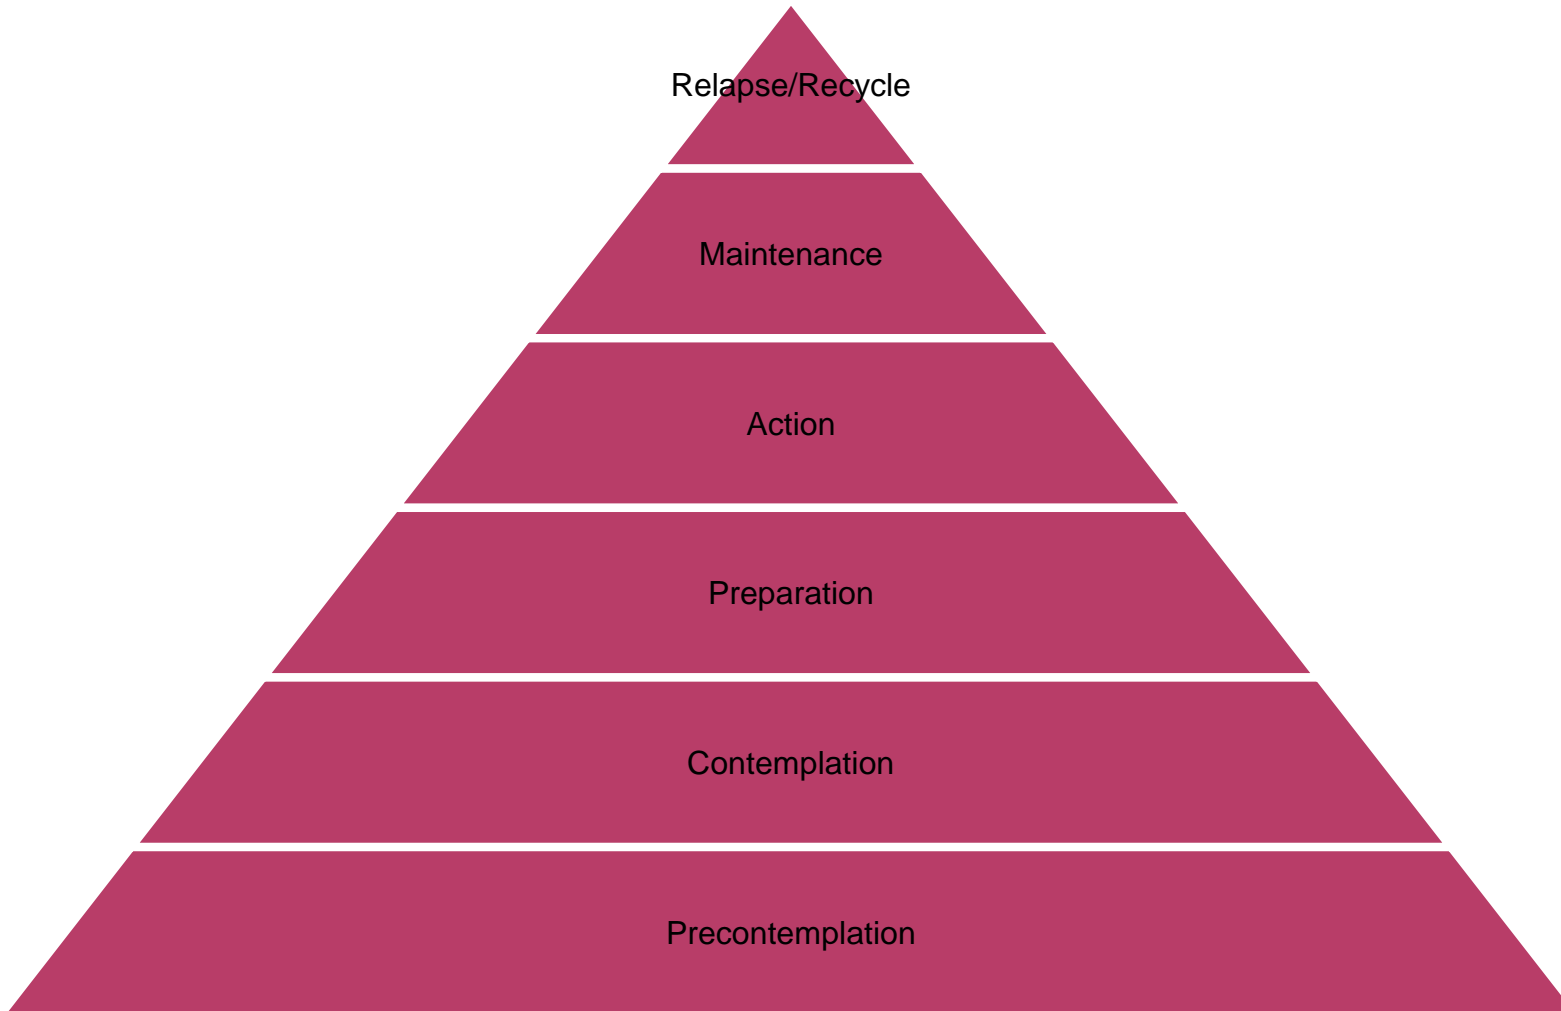 Relapse/Recycle
Maintenance
Action
Preparation
Contemplation
Precontemplation